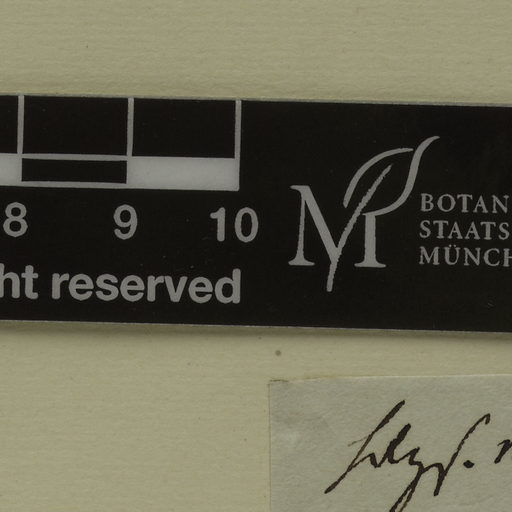 8 9 10
ht reserved
BOTAN
STAATS
MÜNCH